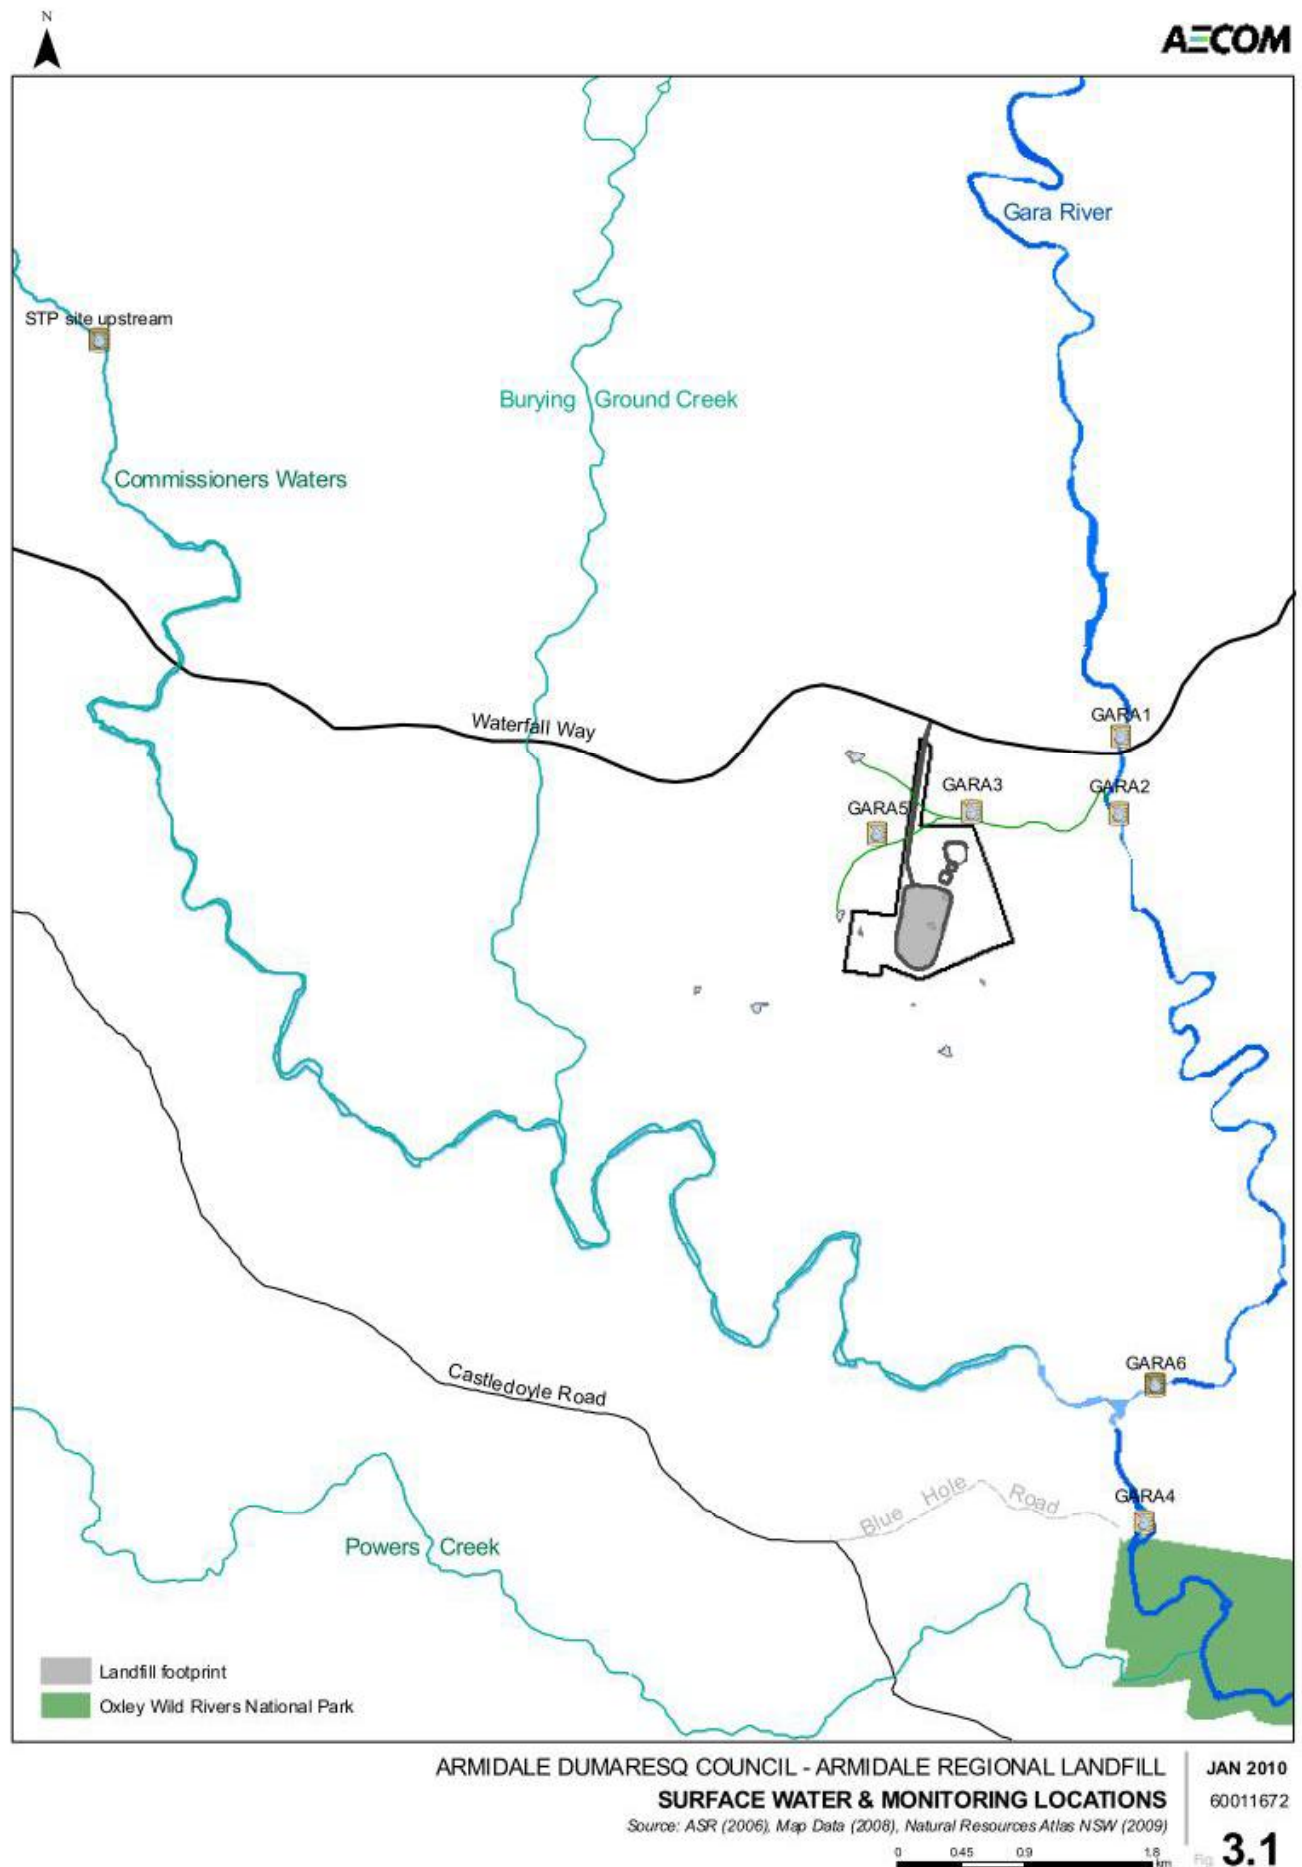 N
AECOM
Gara River
STP site upstream
Burying Ground Creek
Commissioners Waters
GARA1
Waterfall Way
GARA2
GARA3
GARA5
GARA6
Castledoyle Road
GARA4
Blue Hole Road
Powers Creek
Landfill footprint
Oxley Wild Rivers National Park
ARMIDALE DUMARESQ COUNCIL - ARMIDALE REGIONAL LANDFILL
JAN 2010
SURFACE WATER & MONITORING LOCATIONS
60011672
Source: ASR (2006), Map Data (2008), Natural Resources Atlas NSW (2009)
0 0.45 0.9 1.8
km
Fig. 3.1